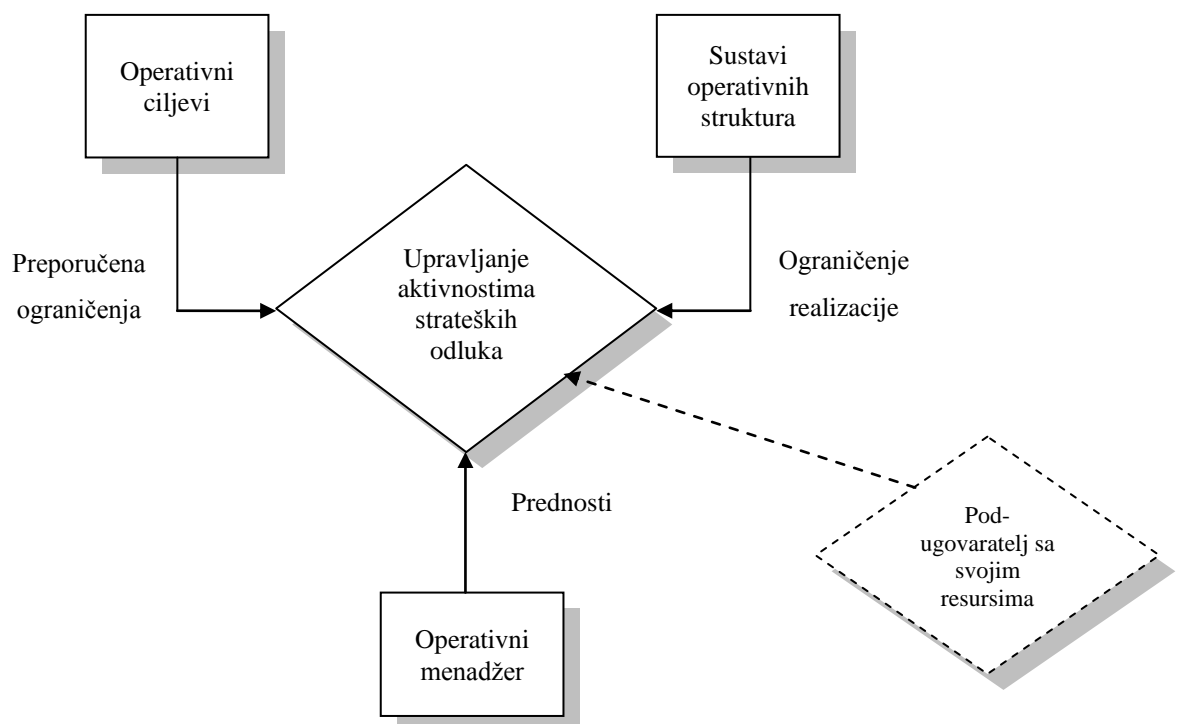 Operativni
ciljevi
Sustavi
operativnih
struktura
Preporučena
ograničenja
Upravljanje
aktivnostima
strateških
odluka
Ograničenje
realizacije
Prednosti
Pod-
ugovaratelj sa
svojim
resursima
Operativni
menadžer